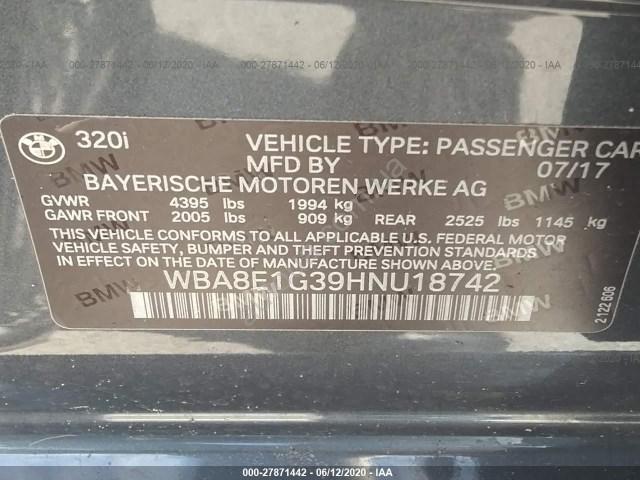 000-27871442 - 06/12/2020 - IAA
BMW
320i
VEHICLE TYPE: PASSENGER CAR
MFD BY 07/17
BAYERISCHE MOTOREN WERKE AG
GVWR 4395 lbs 1994 kg
GAWR FRONT 2005 lbs 909 kg REAR 2525 lbs 1145 kg
THIS VEHICLE CONFORMS TO ALL APPLICABLE U.S. FEDERAL MOTOR
VEHICLE SAFETY, BUMPER AND THEFT PREVENTION STANDARDS
IN EFFECT ON THE DATE OF MANUFACTURE SHOWN ABOVE.
WBA8E1G39HNU18742
2122606
000-27871442 - 06/12/2020 - IAA